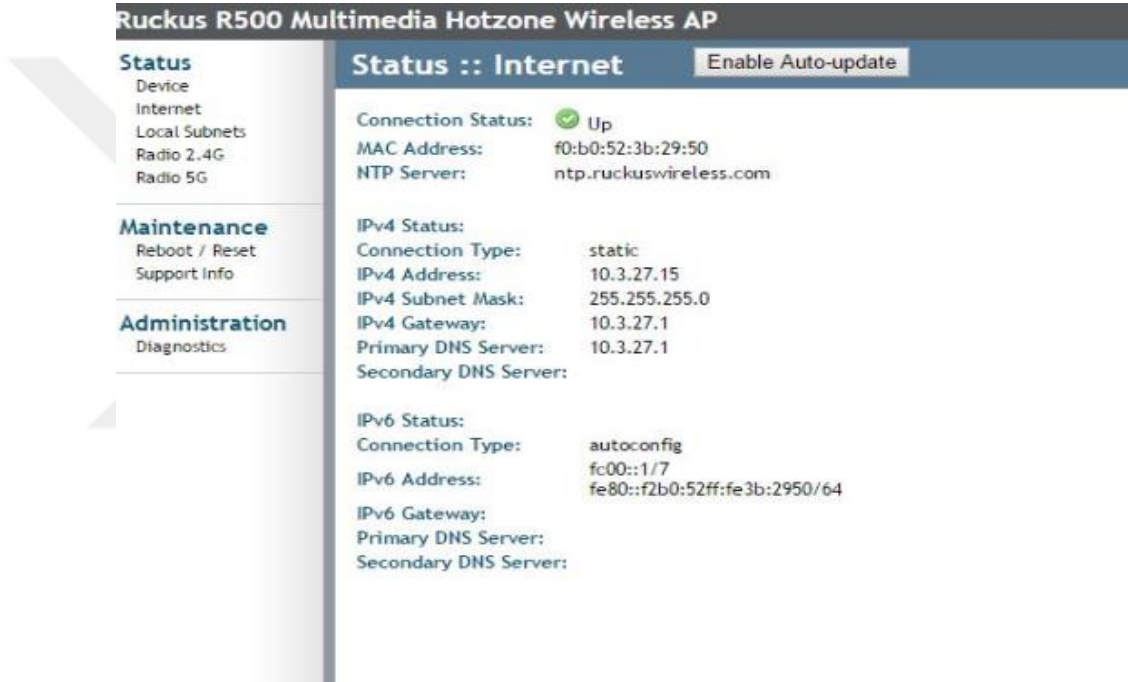 Ruckus R500 Multimedia Hotzone Wireless AP
Status
Device
Internet
Local Subnets
Radio 2.4G
Radio 5G
Maintenance
Reboot / Reset
Support Info
Administration
Diagnostics
Status :: Internet Enable Auto-update
Connection Status: Up
MAC Address: f0:b0:52:3b:29:50
NTP Server: ntp.ruckuswireless.com
IPv4 Status:
Connection Type: static
IPv4 Address: 10.3.27.15
IPv4 Subnet Mask: 255.255.255.0
IPv4 Gateway: 10.3.27.1
Primary DNS Server: 10.3.27.1
Secondary DNS Server:
IPv6 Status:
Connection Type: autoconfig
IPv6 Address: fc00::1/7
fe80::f2b0:52ff:fe3b:2950/64
IPv6 Gateway:
Primary DNS Server:
Secondary DNS Server: